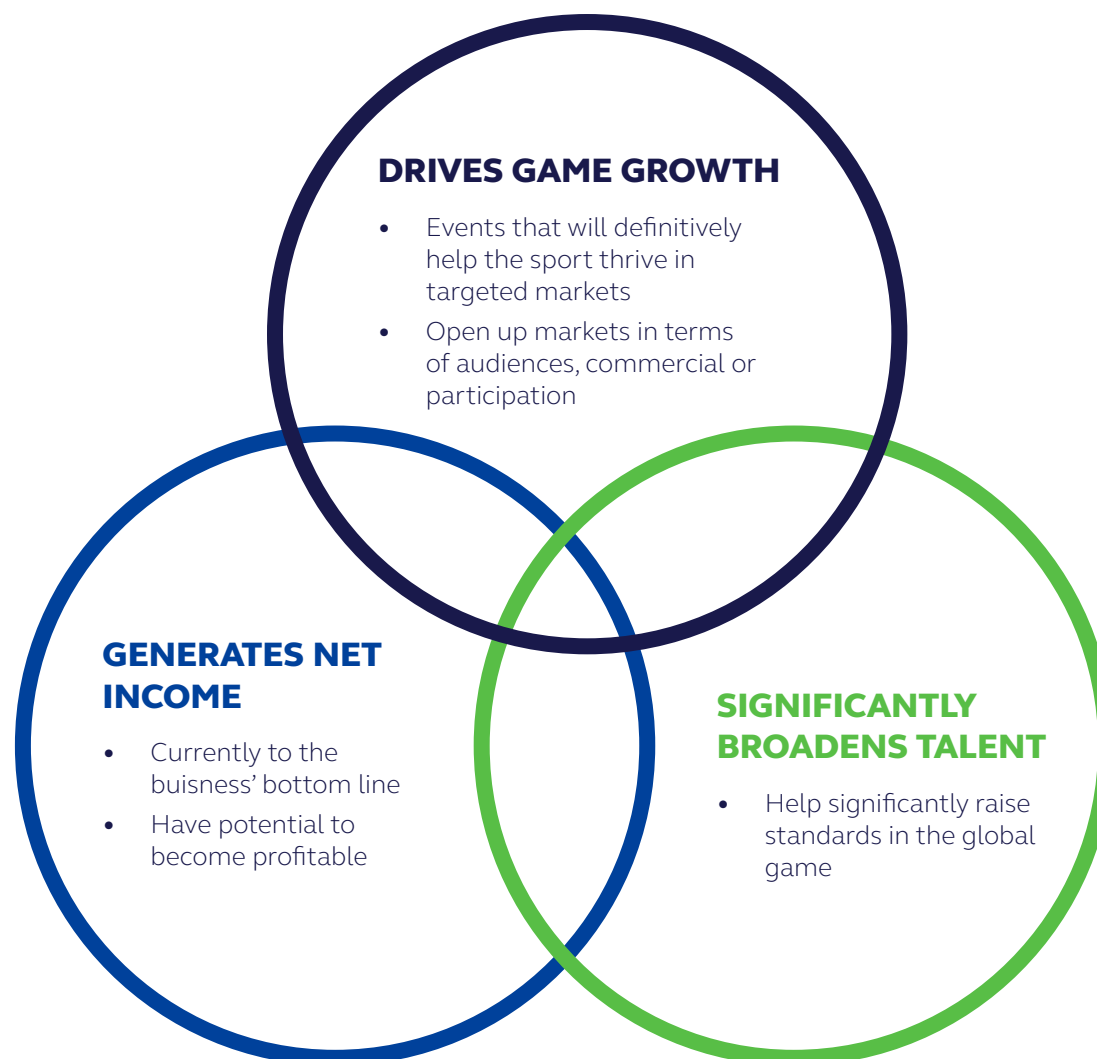 DRIVES GAME GROWTH
• Events that will definitively
help the sport thrive in
targeted markets
• Open up markets in terms
of audiences, commercial or
participation
GENERATES NET
INCOME
• Currently to the
buisness’ bottom line
• Have potential to
become profitable
SIGNIFICANTLY
BROADENS TALENT
• Help significantly raise
standards in the global
game